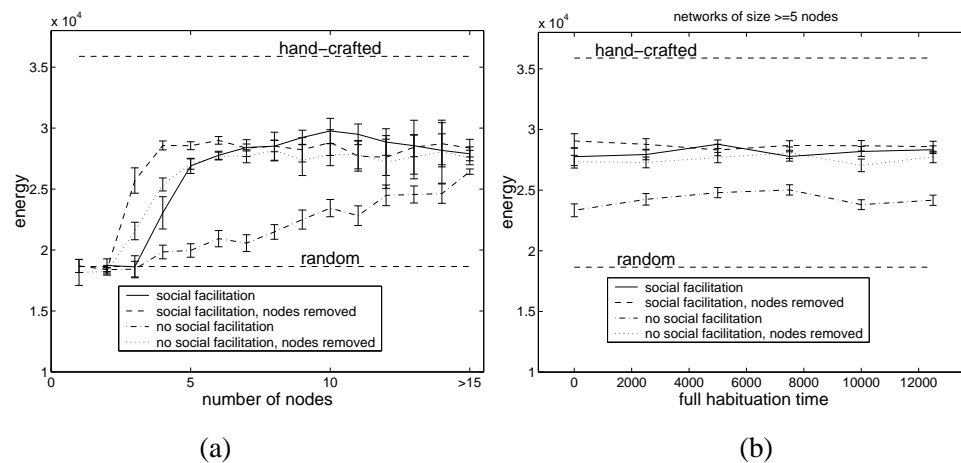 x 10⁴
hand−crafted
3.5
3
2.5
2
1.5
1
energy
random
social facilitation
social facilitation, nodes removed
no social facilitation
no social facilitation, nodes removed
0 5 10 >15
number of nodes
(a)
networks of size >=5 nodes
x 10⁴
hand−crafted
3.5
3
2.5
2
1.5
1
energy
random
social facilitation
social facilitation, nodes removed
no social facilitation
no social facilitation, nodes removed
0 2000 4000 6000 8000 10000 12000
full habituation time
(b)